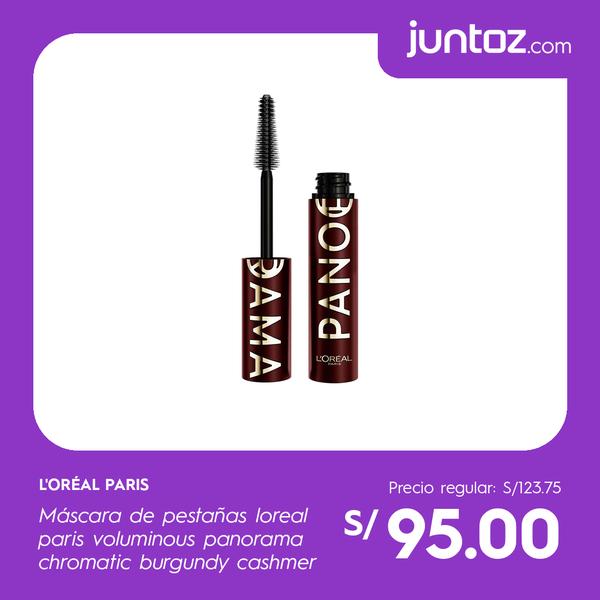 juntoz.com
PANO
AMA
L'ORÉAL
PARIS
L'ORÉAL PARIS
Máscara de pestañas loreal
paris voluminous panorama
chromatic burgundy cashmer
Precio regular: S/123.75
S/95.00